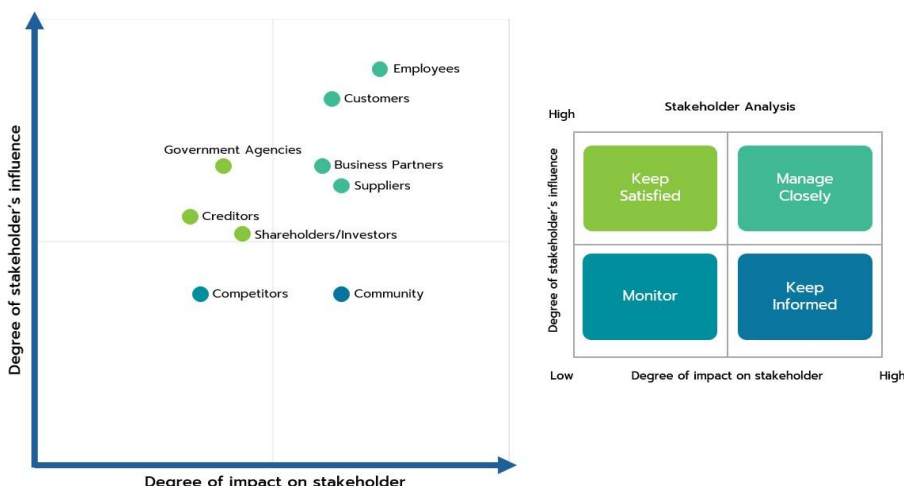 Degree of stakeholder's influence
Employees
Customers
Government Agencies
Business Partners
Suppliers
Creditors
Shareholders/Investors
Competitors
Community
Degree of impact on stakeholder
Stakeholder Analysis
High
Degree of stakeholder's influence
Keep
Satisfied
Manage
Closely
Monitor
Keep
Informed
Low
Degree of impact on stakeholder
High